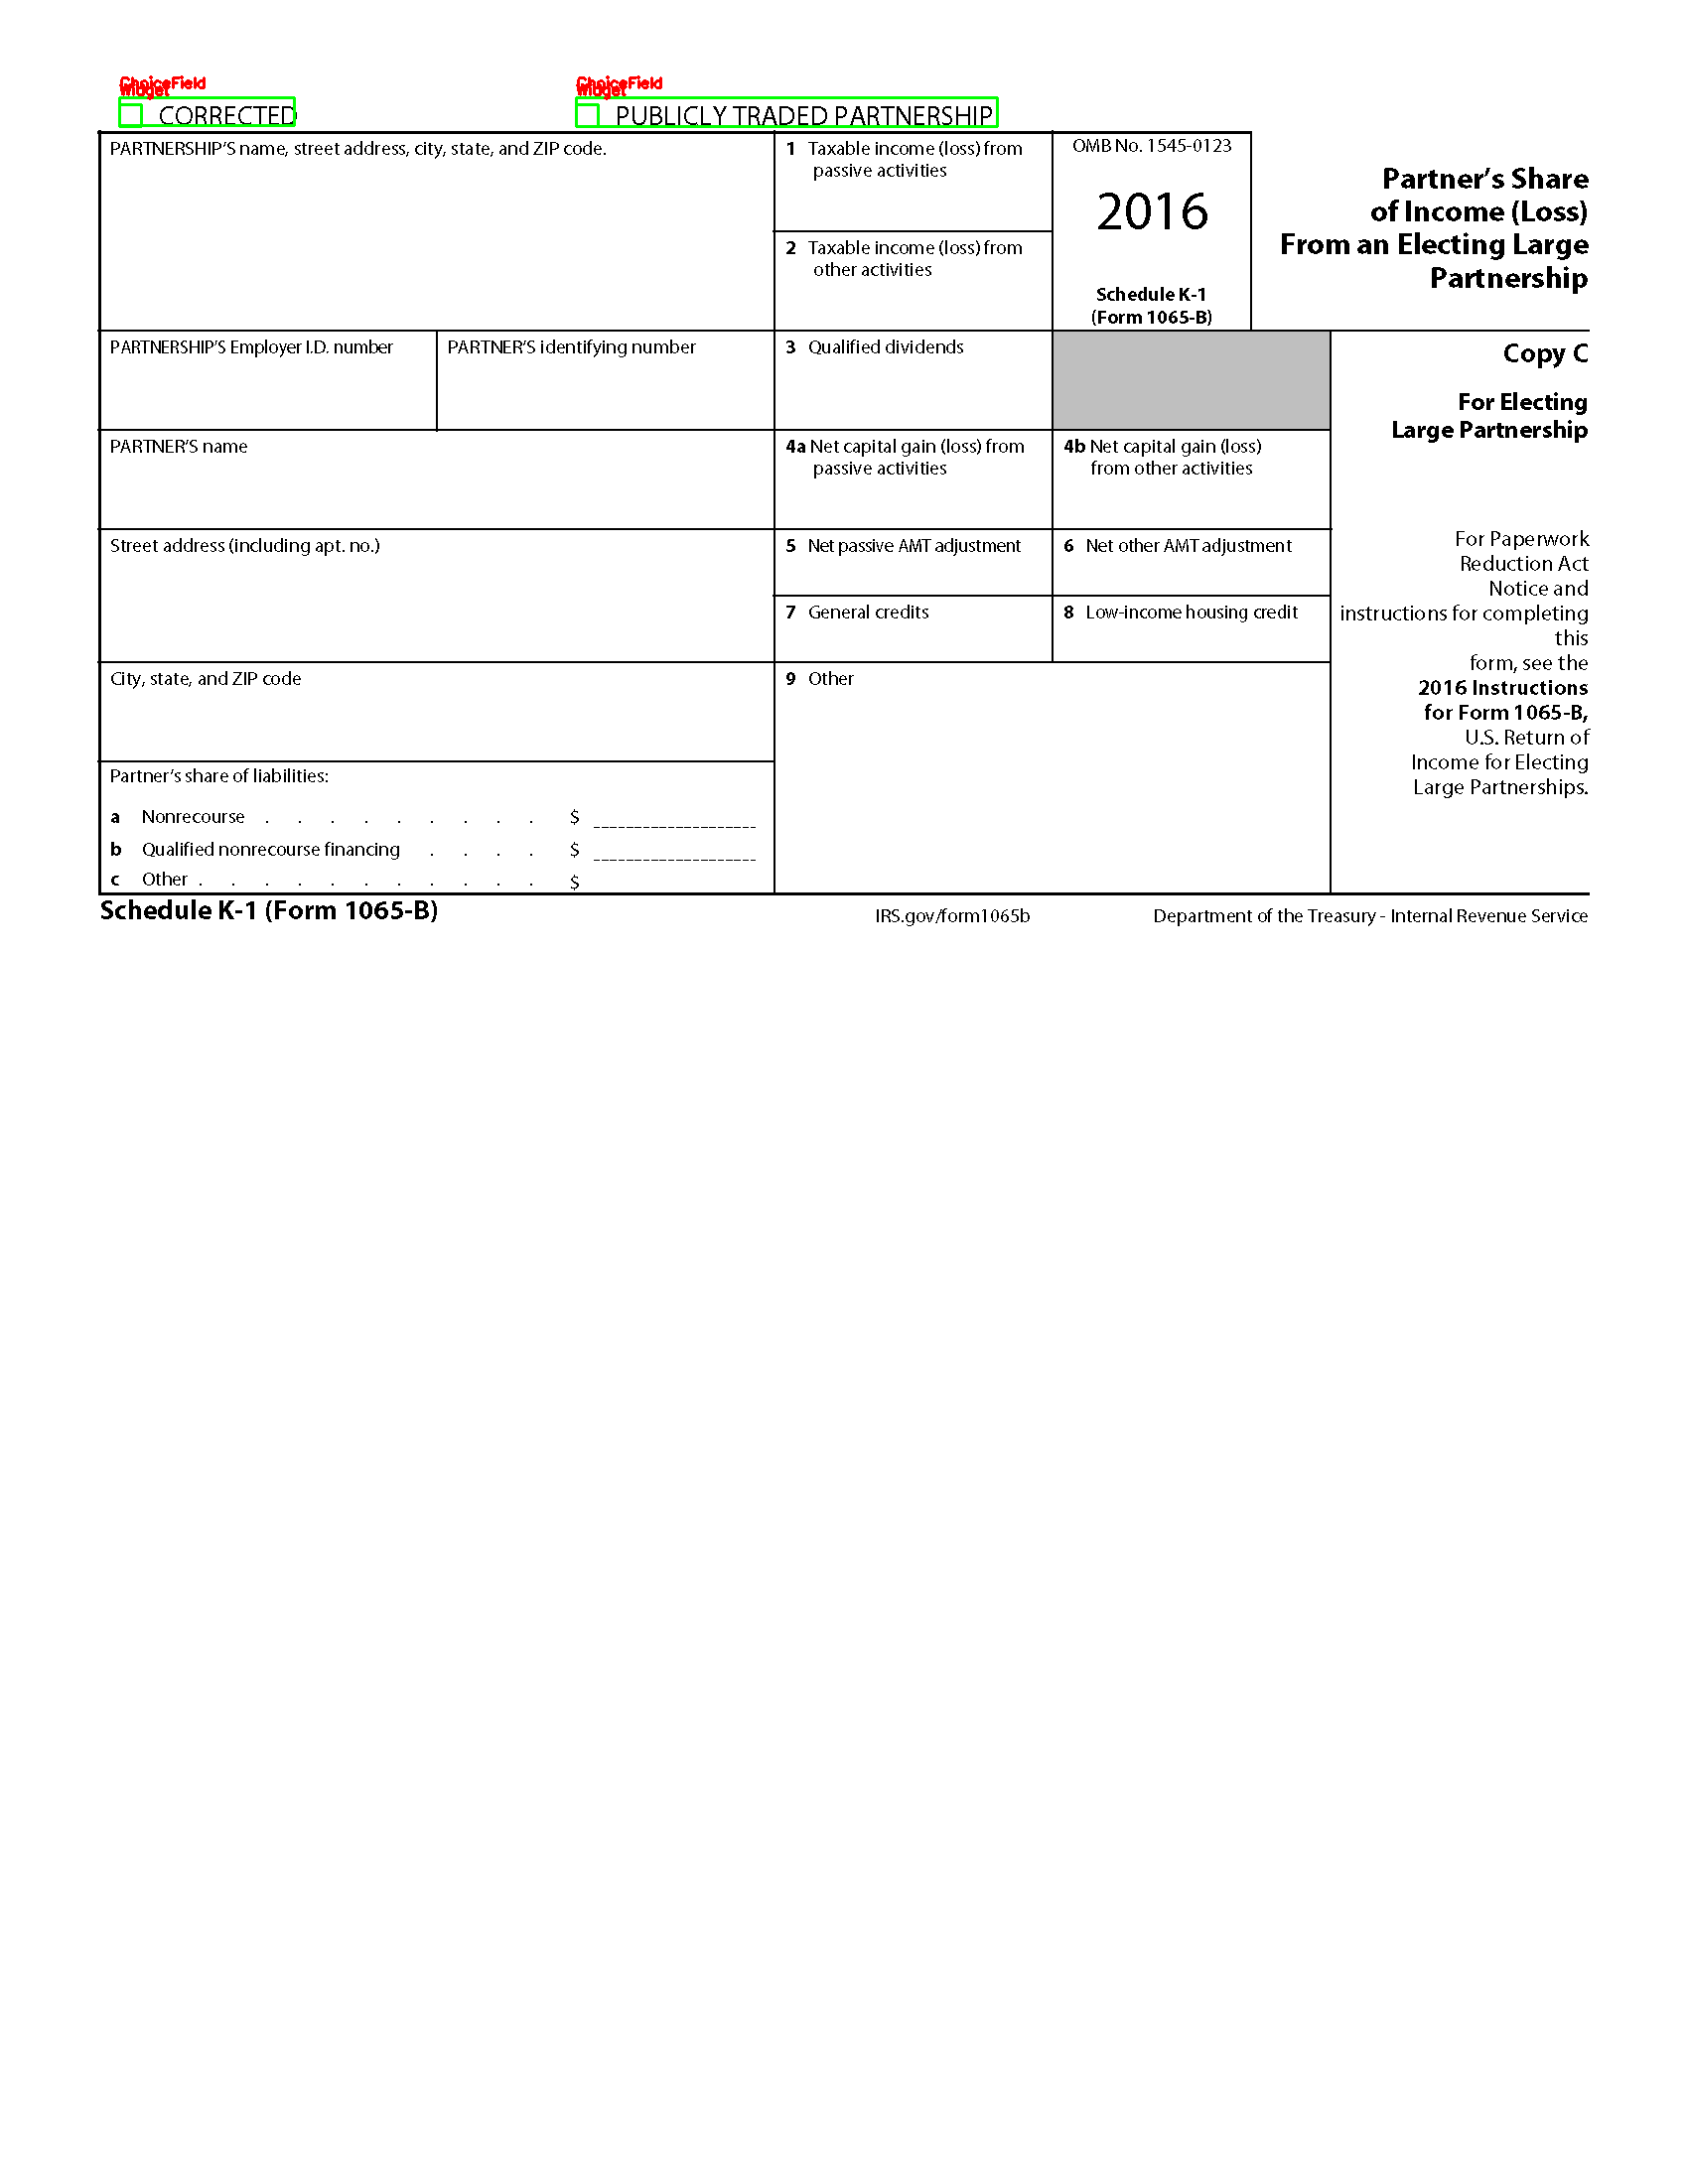 ChoiceField
Widget
CORRECTED
ChoiceField
Widget
PUBLICLY TRADED PARTNERSHIP
PARTNERSHIP'S name, street address, city, state, and ZIP code.
1 Taxable income (loss) from
passive activities
OMB No. 1545-0123
2016
Schedule K-1
(Form 1065-B)
Partner's Share
of Income (Loss)
From an Electing Large
Partnership
2 Taxable income (loss) from
other activities
PARTNERSHIP'S Employer I.D. number
PARTNER'S identifying number
3 Qualified dividends
Copy C
For Electing
Large Partnership
PARTNER'S name
4a Net capital gain (loss) from
passive activities
4b Net capital gain (loss)
from other activities
Street address (including apt. no.)
5 Net passive AMT adjustment
6 Net other AMT adjustment
7 General credits
8 Low-income housing credit
For Paperwork
Reduction Act
Notice and
instructions for completing
this
form, see the
2016 Instructions
for Form 1065-B,
U.S. Return of
Income for Electing
Large Partnerships.
City, state, and ZIP code
9 Other
Partner's share of liabilities:
a Nonrecourse . . . . . . . . . $
b Qualified nonrecourse financing . . . . $
c Other . . . . . . . . . . . $
Schedule K-1 (Form 1065-B)
IRS.gov/form1065b
Department of the Treasury - Internal Revenue Service